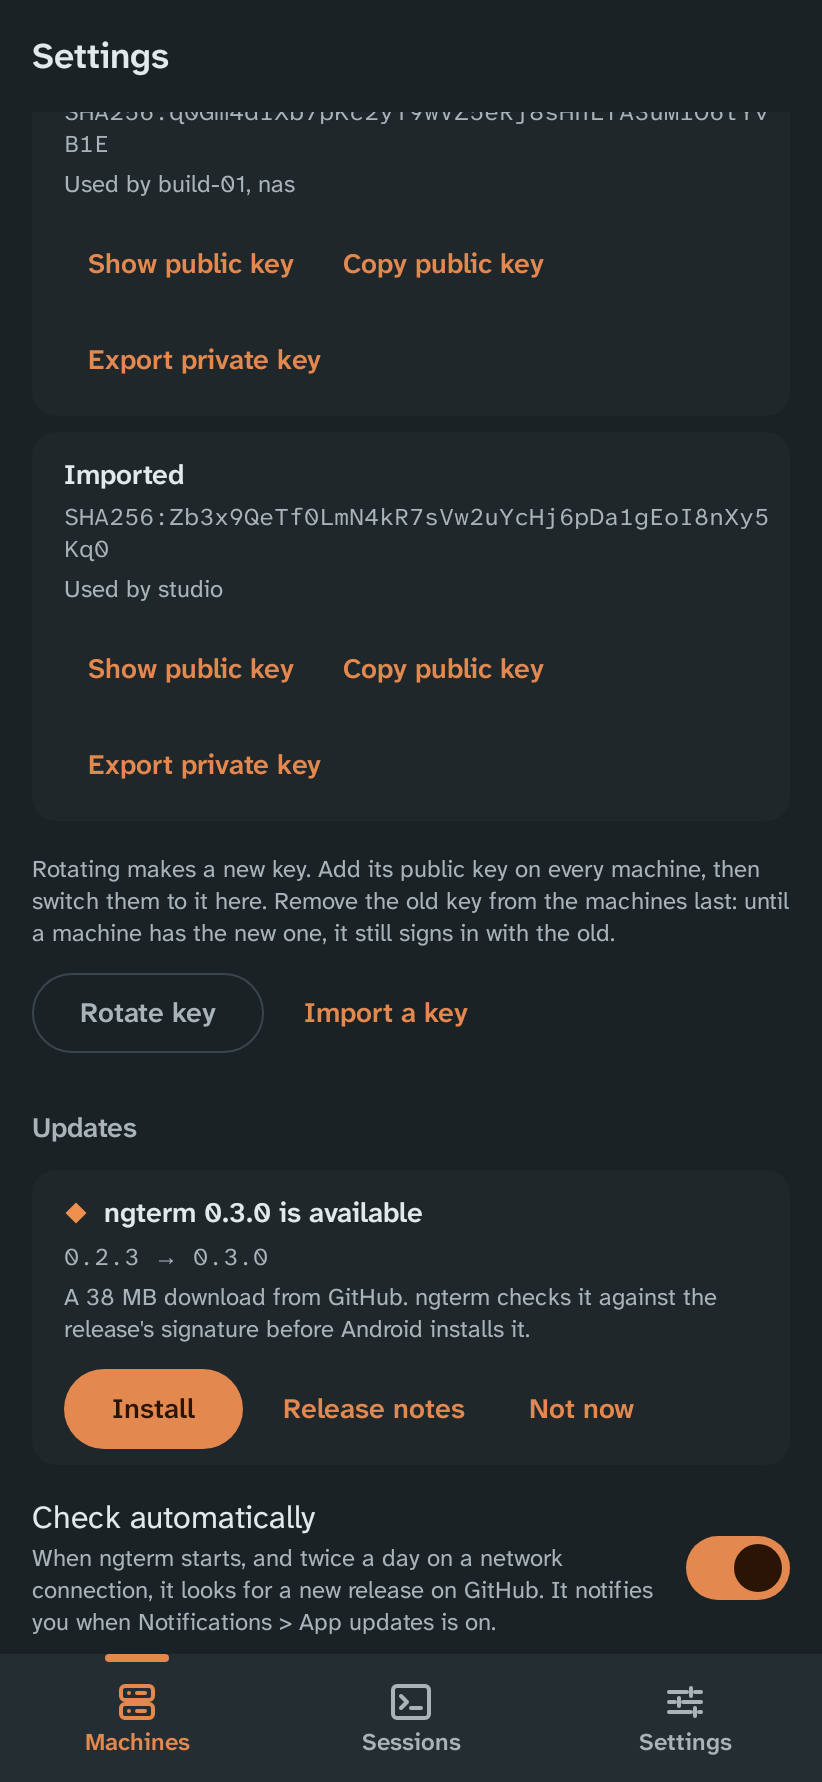 Settings
B1E
Used by build-01, nas
Show public key
Copy public key
Export private key
Imported
SHA256:Zb3x9QeTf0LmN4kR7sVw2uYcHj6pDa1gEoI8nXy5
Kq0
Used by studio
Show public key
Copy public key
Export private key
Rotating makes a new key. Add its public key on every machine, then
switch them to it here. Remove the old key from the machines last: until
a machine has the new one, it still signs in with the old.
Rotate key
Import a key
Updates
ngterm 0.3.0 is available
0.2.3 → 0.3.0
A 38 MB download from GitHub. ngterm checks it against the
release's signature before Android installs it.
Install
Release notes
Not now
Check automatically
When ngterm starts, and twice a day on a network
connection, it looks for a new release on GitHub. It notifies
you when Notifications > App updates is on.
Machines
Sessions
Settings